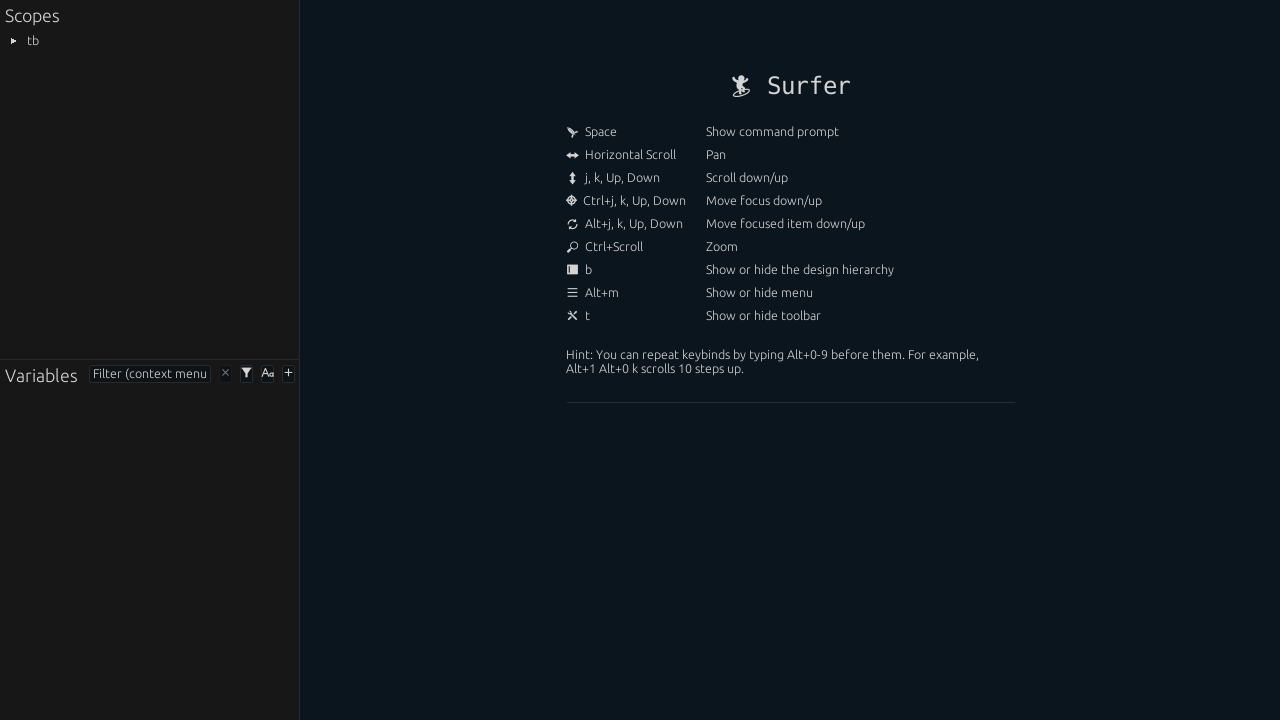 Scopes
tb
Variables
Filter (context menu
Aa
+
Surfer
Space Show command prompt
Horizontal Scroll Pan
j, k, Up, Down Scroll down/up
Ctrl+j, k, Up, Down Move focus down/up
Alt+j, k, Up, Down Move focused item down/up
Ctrl+Scroll Zoom
b Show or hide the design hierarchy
Alt+m Show or hide menu
t Show or hide toolbar
Hint: You can repeat keybinds by typing Alt+0-9 before them. For example,
Alt+1 Alt+0 k scrolls 10 steps up.